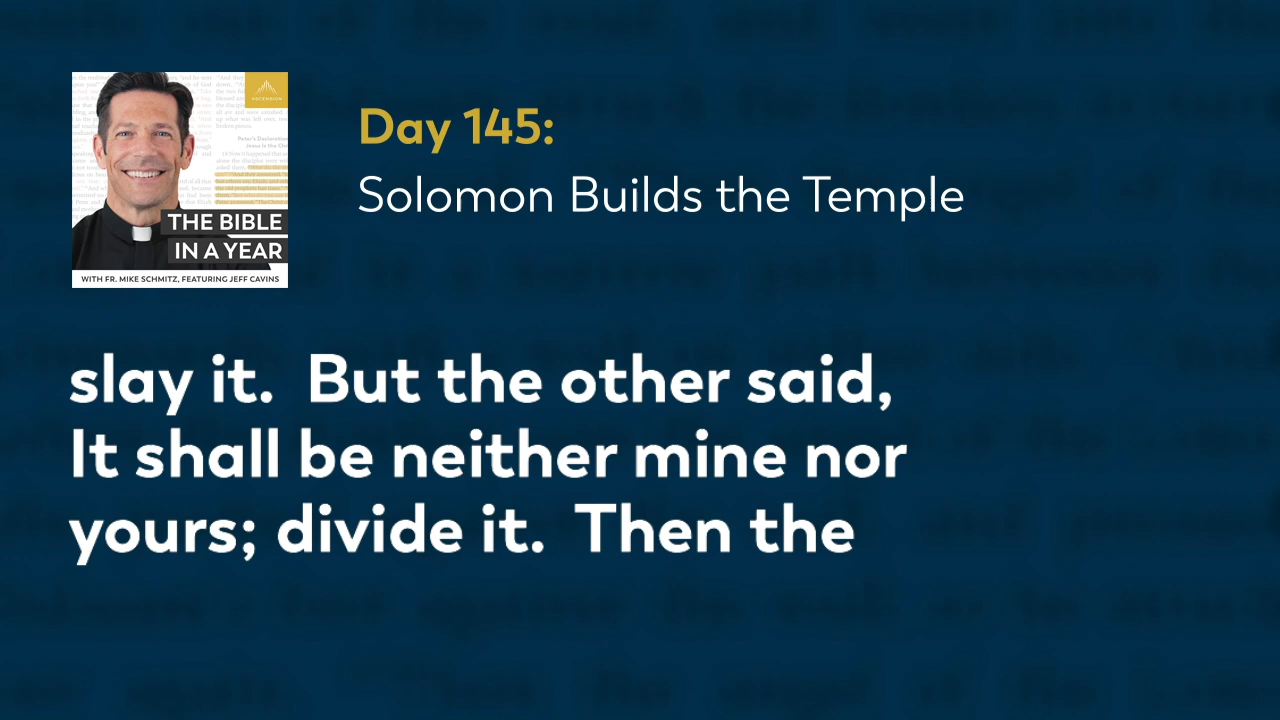 ASCENSION
THE BIBLE
IN A YEAR
WITH FR. MIKE SCHMITZ, FEATURING JEFF CAVINS
Day 145:
Solomon Builds the Temple
slay it.  But the other said,
It shall be neither mine nor
yours; divide it.  Then the